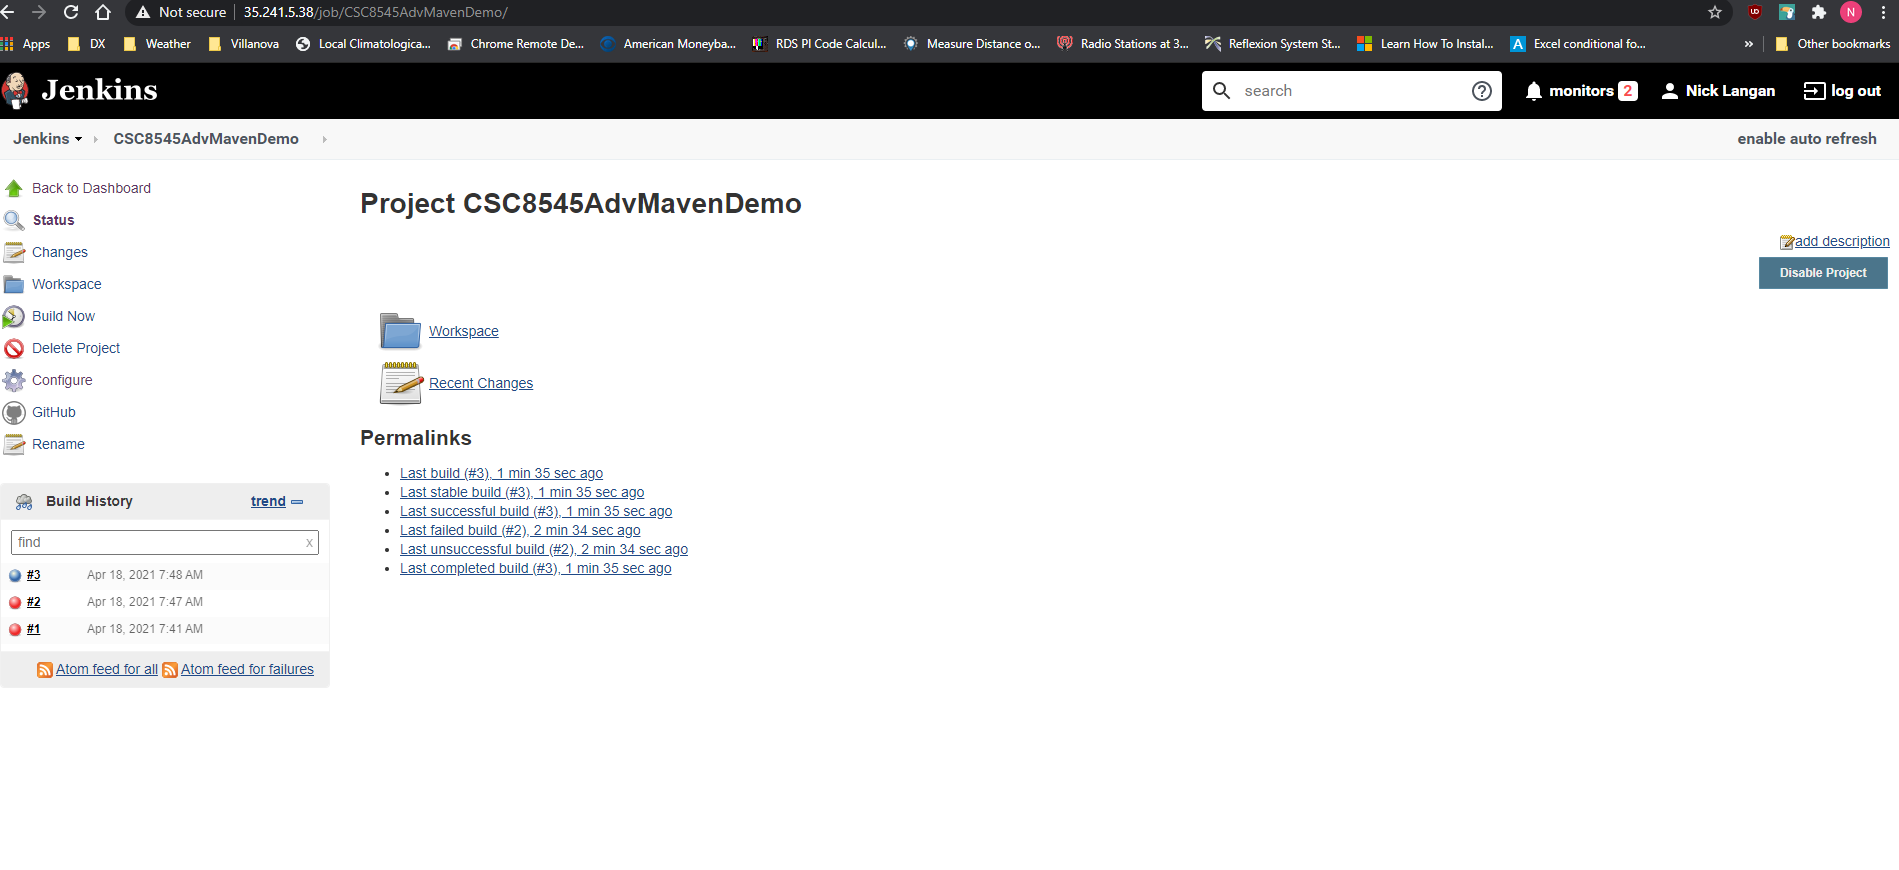 Not secure 35.241.5.38/job/CSC8545AdvMavenDemo/ UD N
Apps DX Weather Villanova Local Climatologica... Chrome Remote De... American Moneyba... RDS PI Code Calcul... Measure Distance o... Radio Stations at 3... Reflexion System St... Learn How To Instal... A Excel conditional fo... » Other bookmarks
Jenkins search ? monitors 2 Nick Langan log out
Jenkins CSC8545AdvMavenDemo enable auto refresh
Back to Dashboard
Status
Changes
Workspace
Build Now
Delete Project
Configure
GitHub
Rename
Build History trend
find x
#3 Apr 18, 2021 7:48 AM
#2 Apr 18, 2021 7:47 AM
#1 Apr 18, 2021 7:41 AM
Atom feed for all Atom feed for failures
Project CSC8545AdvMavenDemo
add description
Disable Project
Workspace
Recent Changes
Permalinks
Last build (#3), 1 min 35 sec ago
Last stable build (#3), 1 min 35 sec ago
Last successful build (#3), 1 min 35 sec ago
Last failed build (#2), 2 min 34 sec ago
Last unsuccessful build (#2), 2 min 34 sec ago
Last completed build (#3), 1 min 35 sec ago